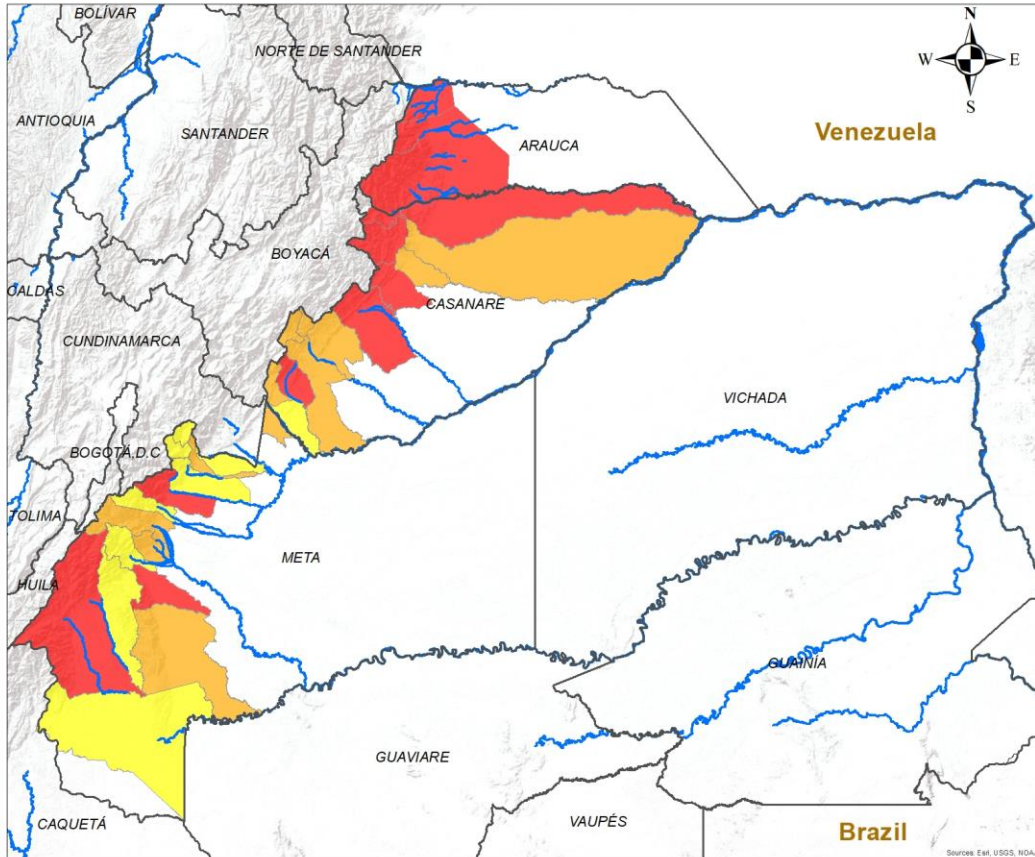 BOLÍVAR
NORTE DE SANTANDER
N
W E
S
ANTIOQUIA
SANTANDER
ARAUCA
Venezuela
BOYACÁ
CALDAS
CASANARE
CUNDINAMARCA
VICHADA
BOGOTÁ.D.C
TOLIMA
META
HUILA
GUAINÍA
GUAVIARE
CAQUETÁ
VAUPÉS
Brazil
Sources: Esri, USGS, NOA